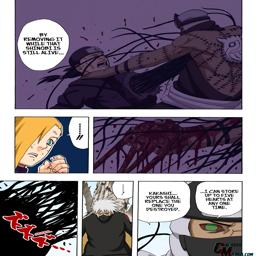 BY
REMOVING IT
WHILE THAT
SHINOBI IS
STILL ALIVE...
...!!
...I CAN STORE
UP TO
FIVE
HEARTS AT
ANY ONE
TIME.
KAKASHI...
YOURS
SHALL
REPLACE
THE ONE
YOU
DESTROYED.